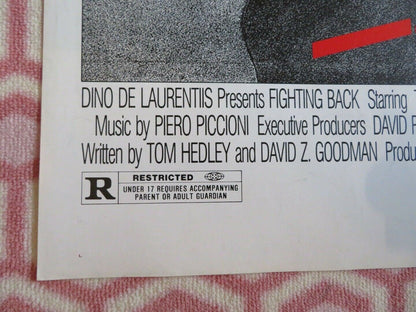 DINO DE LAURENTIIS Presents FIGHTING BACK Starring
Music by PIERO PICCIONI Executive Producers DAVID
Written by TOM HEDLEY and DAVID Z. GOODMAN Produ
R RESTRICTED
UNDER 17 REQUIRES ACCOMPANYING
PARENT OR ADULT GUARDIAN